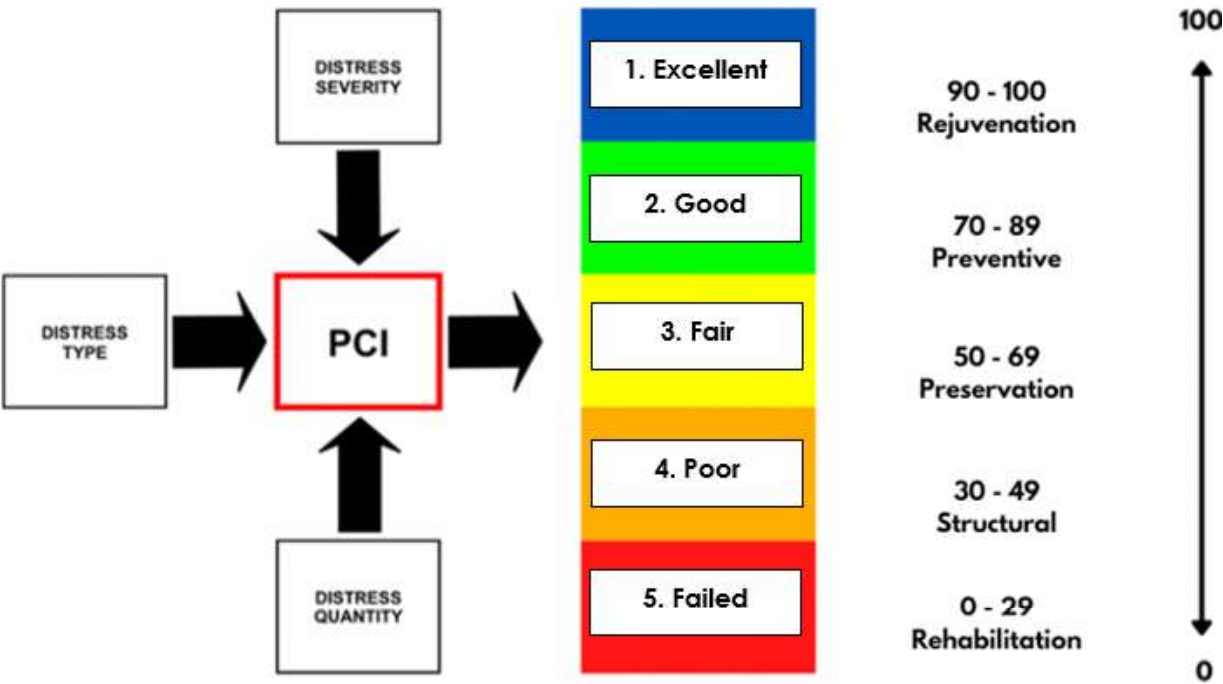 DISTRESS
SEVERITY
DISTRESS
TYPE
PCI
DISTRESS
QUANTITY
1. Excellent
2. Good
3. Fair
4. Poor
5. Failed
90 - 100
Rejuvenation
70 - 89
Preventive
50 - 69
Preservation
30 - 49
Structural
0 - 29
Rehabilitation
100
0